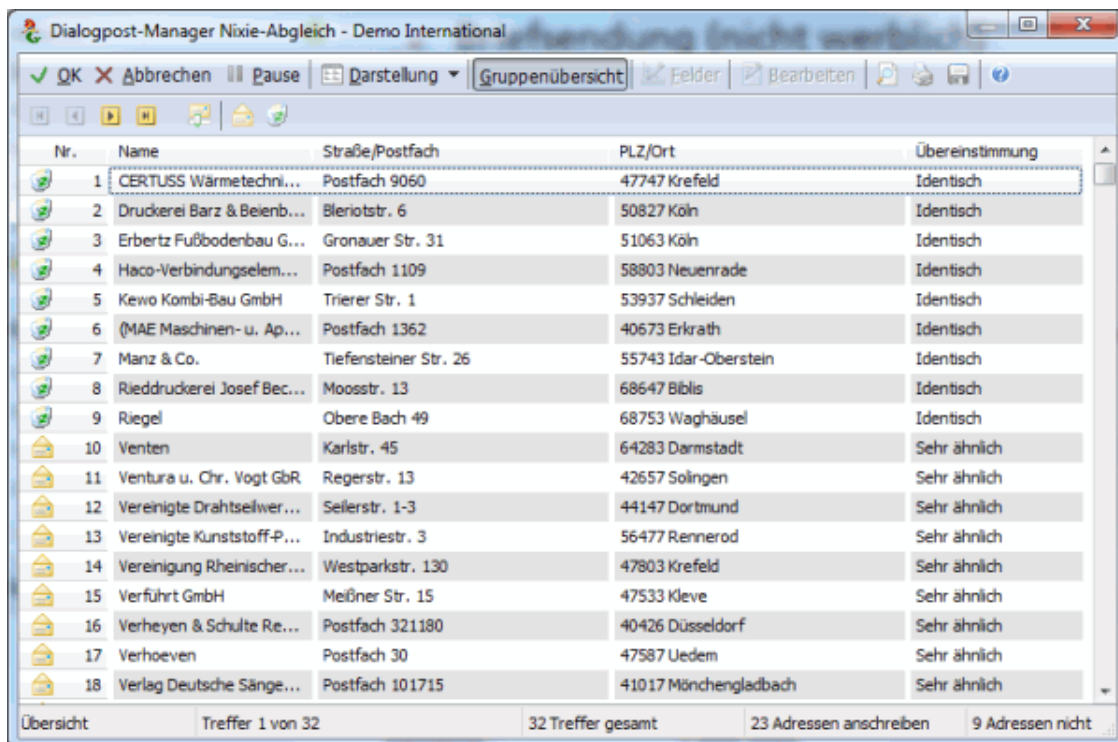 Dialogpost-Manager Nixie-Abgleich - Demo International
OK Abbrechen Pause Darstellung Gruppenübersicht Felder Bearbeiten
Nr. Name Straße/Postfach PLZ/Ort Übereinstimmung
1 CERTUSS Wärmetechni... Postfach 9060 47747 Krefeld Identisch
2 Druckerei Barz & Beienb... Bleriotstr. 6 50827 Köln Identisch
3 Erbertz Fußbodenbau G... Gronauer Str. 31 51063 Köln Identisch
4 Haco-Verbindungselem... Postfach 1109 58803 Neuenrade Identisch
5 Kewo Kombi-Bau GmbH Trierer Str. 1 53937 Schleiden Identisch
6 (MAE Maschinen- u. Ap... Postfach 1362 40673 Erkrath Identisch
7 Manz & Co. Tiefensteiner Str. 26 55743 Idar-Oberstein Identisch
8 Rieddruckerei Josef Bec... Moosstr. 13 68647 Biblis Identisch
9 Riegel Obere Bach 49 68753 Waghäusel Identisch
10 Venten Karlstr. 45 64283 Darmstadt Sehr ähnlich
11 Ventura u. Chr. Vogt GbR Regerstr. 13 42657 Solingen Sehr ähnlich
12 Vereinigte Drahtseilwer... Seilerstr. 1-3 44147 Dortmund Sehr ähnlich
13 Vereinigte Kunststoff-P... Industriestr. 3 56477 Rennerod Sehr ähnlich
14 Vereinigung Rheinischer... Westparkstr. 130 47803 Krefeld Sehr ähnlich
15 Verführt GmbH Meißner Str. 15 47533 Kleve Sehr ähnlich
16 Verheyen & Schulte Re... Postfach 321180 40426 Düsseldorf Sehr ähnlich
17 Verhoeven Postfach 30 47587 Uedem Sehr ähnlich
18 Verlag Deutsche Sänge... Postfach 101715 41017 Mönchengladbach Sehr ähnlich
Übersicht Treffer 1 von 32 32 Treffer gesamt 23 Adressen anschreiben 9 Adressen nicht